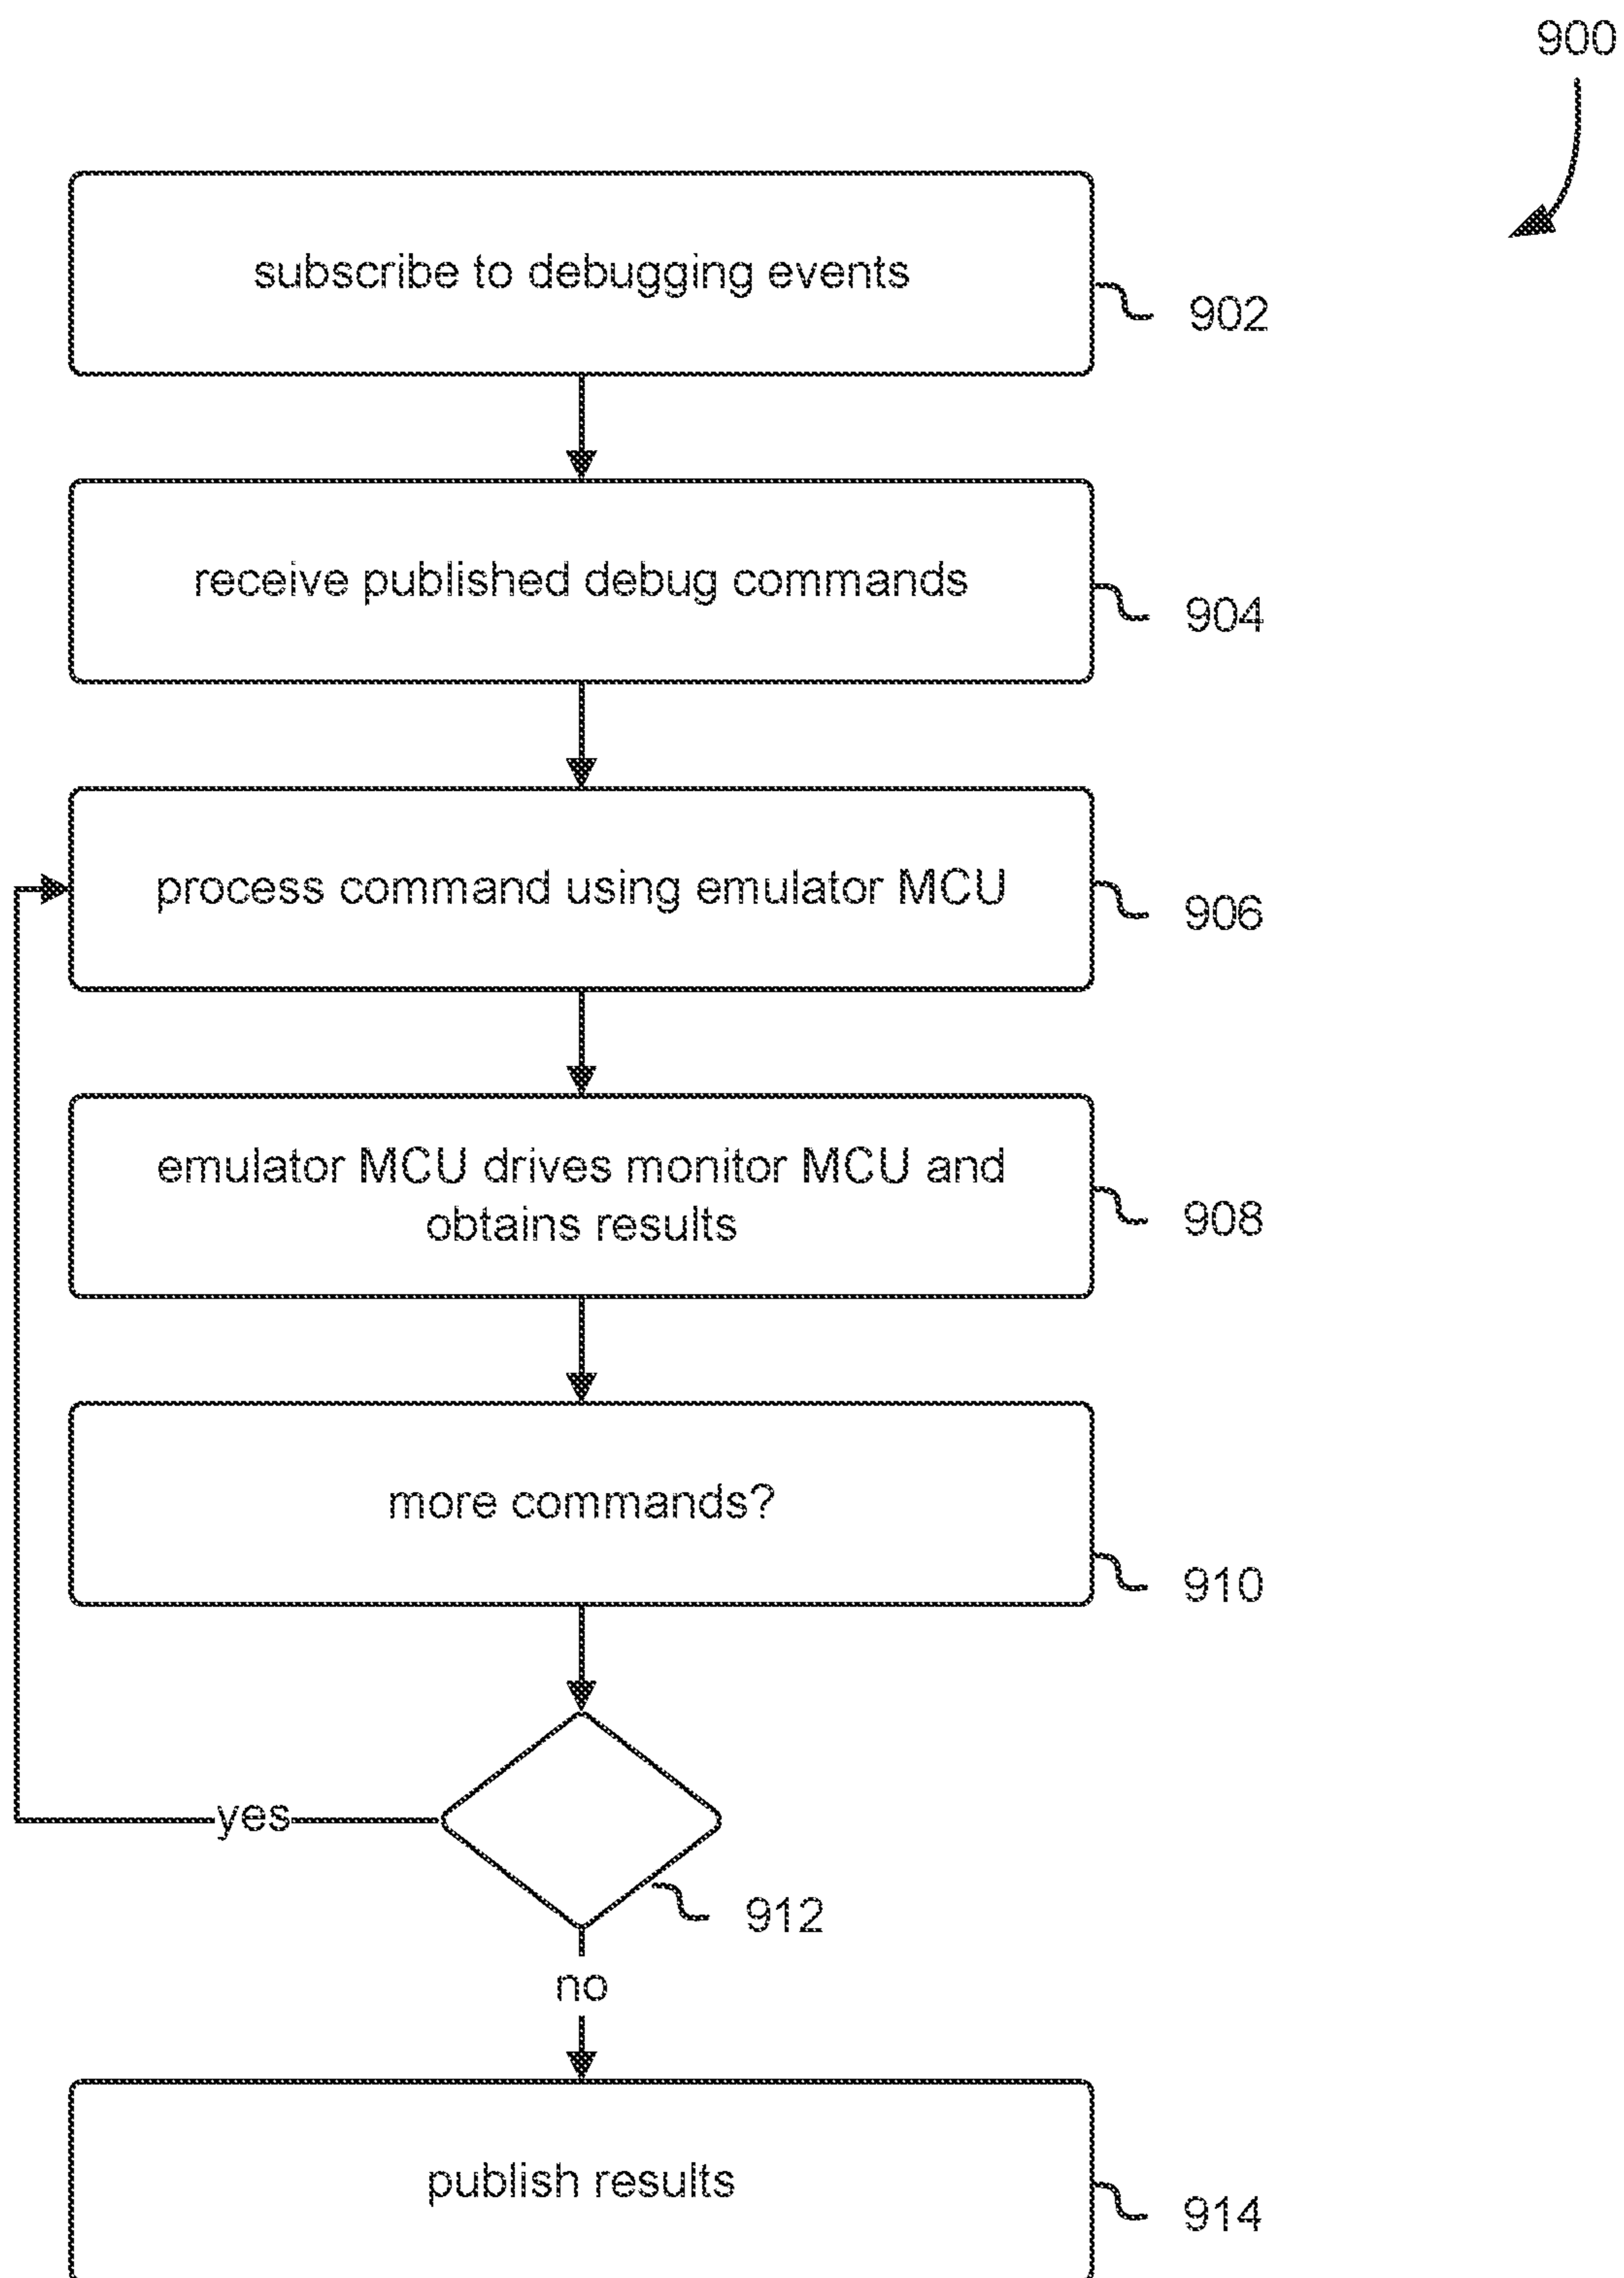 900
subscribe to debugging events
902
receive published debug commands
904
process command using emulator MCU
906
emulator MCU drives monitor MCU and
obtains results
908
more commands?
910
yes
912
no
publish results
914